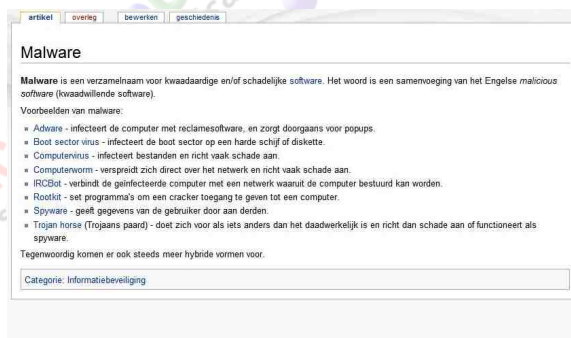 artikel overleg bewerken geschiedenis
Malware
Malware is een verzamelnaam voor kwaadaardige en/of schadelijke software. Het woord is een samenvoeging van het Engelse malicious
software (kwaadwillende software).
Voorbeelden van malware:
Adware - infecteert de computer met reclamesoftware, en zorgt doorgaans voor popups.
Boot sector virus - infecteert de boot sector op een harde schijf of diskette.
Computervirus - infecteert bestanden en richt vaak schade aan.
Computerworm - verspreidt zich direct over het netwerk en richt vaak schade aan.
IRCBot - verbindt de geïnfecteerde computer met een netwerk waaruit de computer bestuurd kan worden.
Rootkit - set programma's om een cracker toegang te geven tot een computer.
Spyware - geeft gegevens van de gebruiker door aan derden.
Trojan horse (Trojaans paard) - doet zich voor als iets anders dan het daadwerkelijk is en richt dan schade aan of functioneert als
spyware.
Tegenwoordig komen er ook steeds meer hybride vormen voor.
Categorie: Informatiebeveiliging